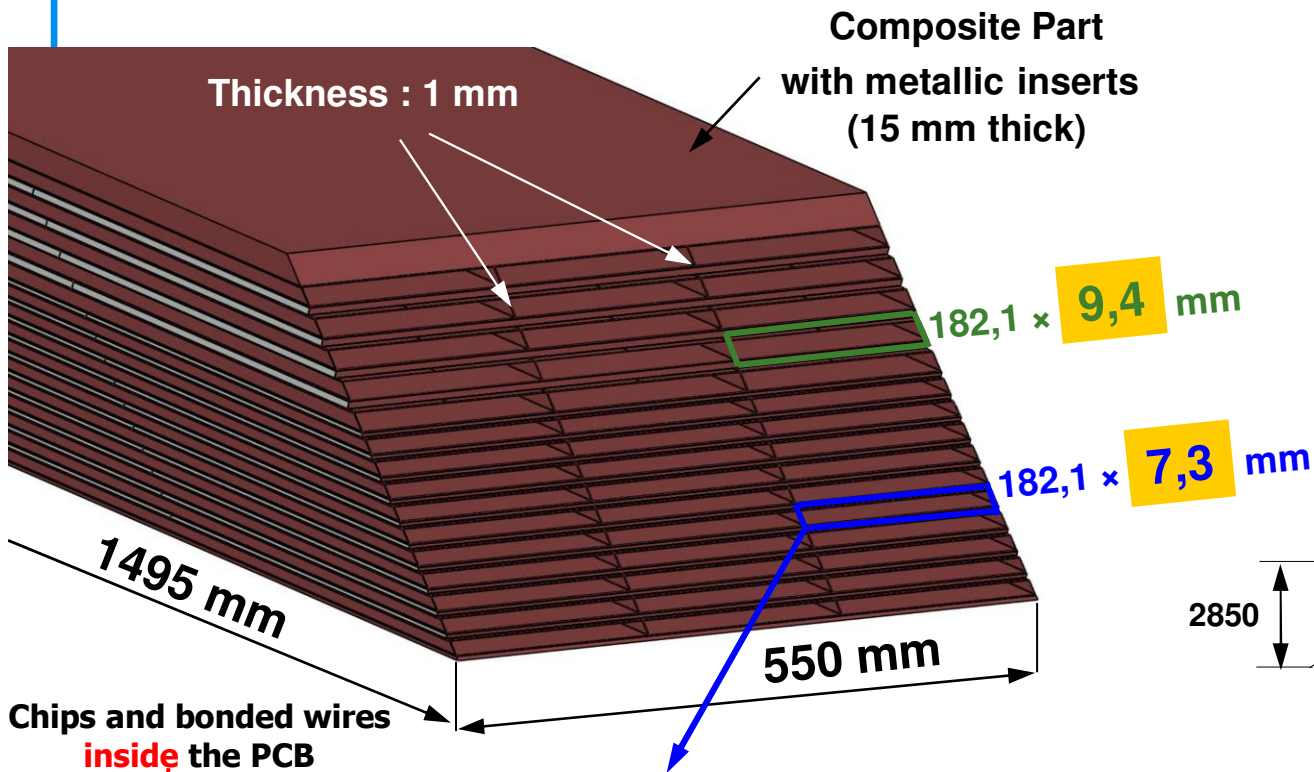 Composite Part
with metallic inserts
(15 mm thick)
Thickness : 1 mm
182,1 × 9,4 mm
182,1 × 7,3 mm
1495 mm
550 mm
2850
Chips and bonded wires
inside the PCB